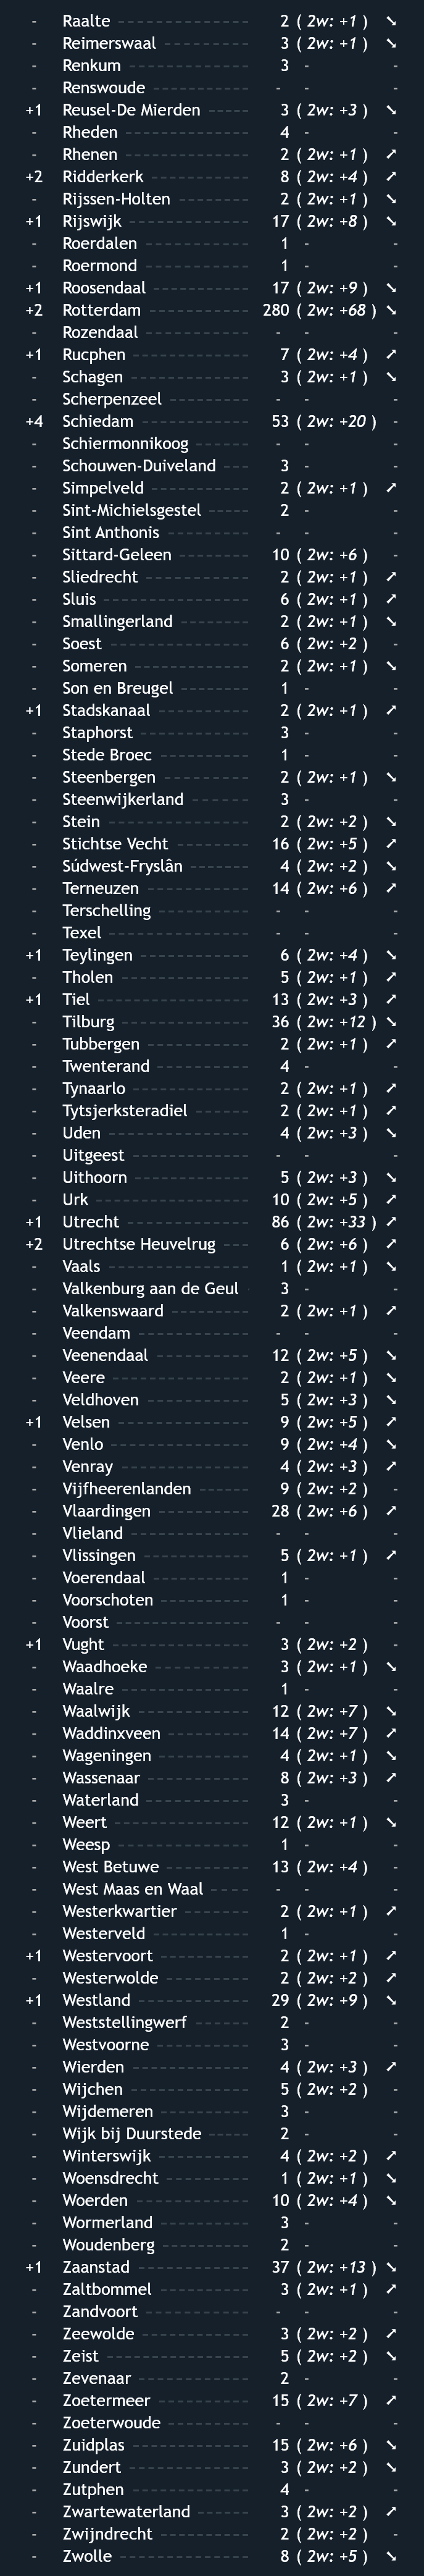 - Raalte 2 ( 2w: +1 ) ↘
- Reimerswaal 3 ( 2w: +1 ) ↘
- Renkum 3 - -
- Renswoude - - -
+1 Reusel-De Mierden 3 ( 2w: +3 ) ↘
- Rheden 4 - -
- Rhenen 2 ( 2w: +1 ) ↗
+2 Ridderkerk 8 ( 2w: +4 ) ↗
- Rijssen-Holten 2 ( 2w: +1 ) ↘
+1 Rijswijk 17 ( 2w: +8 ) ↘
- Roerdalen 1 - -
- Roermond 1 - -
+1 Roosendaal 17 ( 2w: +9 ) ↘
+2 Rotterdam 280 ( 2w: +68 ) ↘
- Rozendaal - - -
+1 Rucphen 7 ( 2w: +4 ) ↗
- Schagen 3 ( 2w: +1 ) ↘
- Scherpenzeel - - -
+4 Schiedam 53 ( 2w: +20 ) -
- Schiermonnikoog - - -
- Schouwen-Duiveland 3 - -
- Simpelveld 2 ( 2w: +1 ) ↗
- Sint-Michielsgestel 2 - -
- Sint Anthonis - - -
- Sittard-Geleen 10 ( 2w: +6 ) -
- Sliedrecht 2 ( 2w: +1 ) ↗
- Sluis 6 ( 2w: +1 ) ↗
- Smallingerland 2 ( 2w: +1 ) ↘
- Soest 6 ( 2w: +2 ) -
- Someren 2 ( 2w: +1 ) ↘
- Son en Breugel 1 - -
+1 Stadskanaal 2 ( 2w: +1 ) ↗
- Staphorst 3 - -
- Stede Broec 1 - -
- Steenbergen 2 ( 2w: +1 ) ↘
- Steenwijkerland 3 - -
- Stein 2 ( 2w: +2 ) ↘
- Stichtse Vecht 16 ( 2w: +5 ) ↗
- Súdwest-Fryslân 4 ( 2w: +2 ) ↘
- Terneuzen 14 ( 2w: +6 ) ↗
- Terschelling - - -
- Texel - - -
+1 Teylingen 6 ( 2w: +4 ) ↘
- Tholen 5 ( 2w: +1 ) ↗
+1 Tiel 13 ( 2w: +3 ) ↗
- Tilburg 36 ( 2w: +12 ) ↘
- Tubbergen 2 ( 2w: +1 ) ↗
- Twenterand 4 - -
- Tynaarlo 2 ( 2w: +1 ) ↗
- Tytsjerksteradiel 2 ( 2w: +1 ) ↗
- Uden 4 ( 2w: +3 ) ↘
- Uitgeest - - -
- Uithoorn 5 ( 2w: +3 ) ↘
- Urk 10 ( 2w: +5 ) ↗
+1 Utrecht 86 ( 2w: +33 ) ↗
+2 Utrechtse Heuvelrug 6 ( 2w: +6 ) ↗
- Vaals 1 ( 2w: +1 ) ↘
- Valkenburg aan de Geul 3 - -
- Valkenswaard 2 ( 2w: +1 ) ↗
- Veendam - - -
- Veenendaal 12 ( 2w: +5 ) ↘
- Veere 2 ( 2w: +1 ) ↘
- Veldhoven 5 ( 2w: +3 ) ↘
+1 Velsen 9 ( 2w: +5 ) ↗
- Venlo 9 ( 2w: +4 ) ↘
- Venray 4 ( 2w: +3 ) ↗
- Vijfheerenlanden 9 ( 2w: +2 ) -
- Vlaardingen 28 ( 2w: +6 ) ↗
- Vlieland - - -
- Vlissingen 5 ( 2w: +1 ) ↗
- Voerendaal 1 - -
- Voorschoten 1 - -
- Voorst - - -
+1 Vught 3 ( 2w: +2 ) -
- Waadhoeke 3 ( 2w: +1 ) ↘
- Waalre 1 - -
- Waalwijk 12 ( 2w: +7 ) ↘
- Waddinxveen 14 ( 2w: +7 ) ↗
- Wageningen 4 ( 2w: +1 ) ↘
- Wassenaar 8 ( 2w: +3 ) ↗
- Waterland 3 - -
- Weert 12 ( 2w: +1 ) ↘
- Weesp 1 - -
- West Betuwe 13 ( 2w: +4 ) -
- West Maas en Waal - - -
- Westerkwartier 2 ( 2w: +1 ) ↗
- Westerveld 1 - -
+1 Westervoort 2 ( 2w: +1 ) ↗
- Westerwolde 2 ( 2w: +2 ) ↗
+1 Westland 29 ( 2w: +9 ) ↘
- Weststellingwerf 2 - -
- Westvoorne 3 - -
- Wierden 4 ( 2w: +3 ) ↗
- Wijchen 5 ( 2w: +2 ) -
- Wijdemeren 3 - -
- Wijk bij Duurstede 2 - -
- Winterswijk 4 ( 2w: +2 ) ↗
- Woensdrecht 1 ( 2w: +1 ) ↘
- Woerden 10 ( 2w: +4 ) ↘
- Wormerland 3 - -
- Woudenberg 2 - -
+1 Zaanstad 37 ( 2w: +13 ) ↘
- Zaltbommel 3 ( 2w: +1 ) ↗
- Zandvoort - - -
- Zeewolde 3 ( 2w: +2 ) ↗
- Zeist 5 ( 2w: +2 ) ↘
- Zevenaar 2 - -
- Zoetermeer 15 ( 2w: +7 ) ↗
- Zoeterwoude - - -
- Zuidplas 15 ( 2w: +6 ) ↘
- Zundert 3 ( 2w: +2 ) ↘
- Zutphen 4 - -
- Zwartewaterland 3 ( 2w: +2 ) ↗
- Zwijndrecht 2 ( 2w: +2 ) -
- Zwolle 8 ( 2w: +5 ) ↘